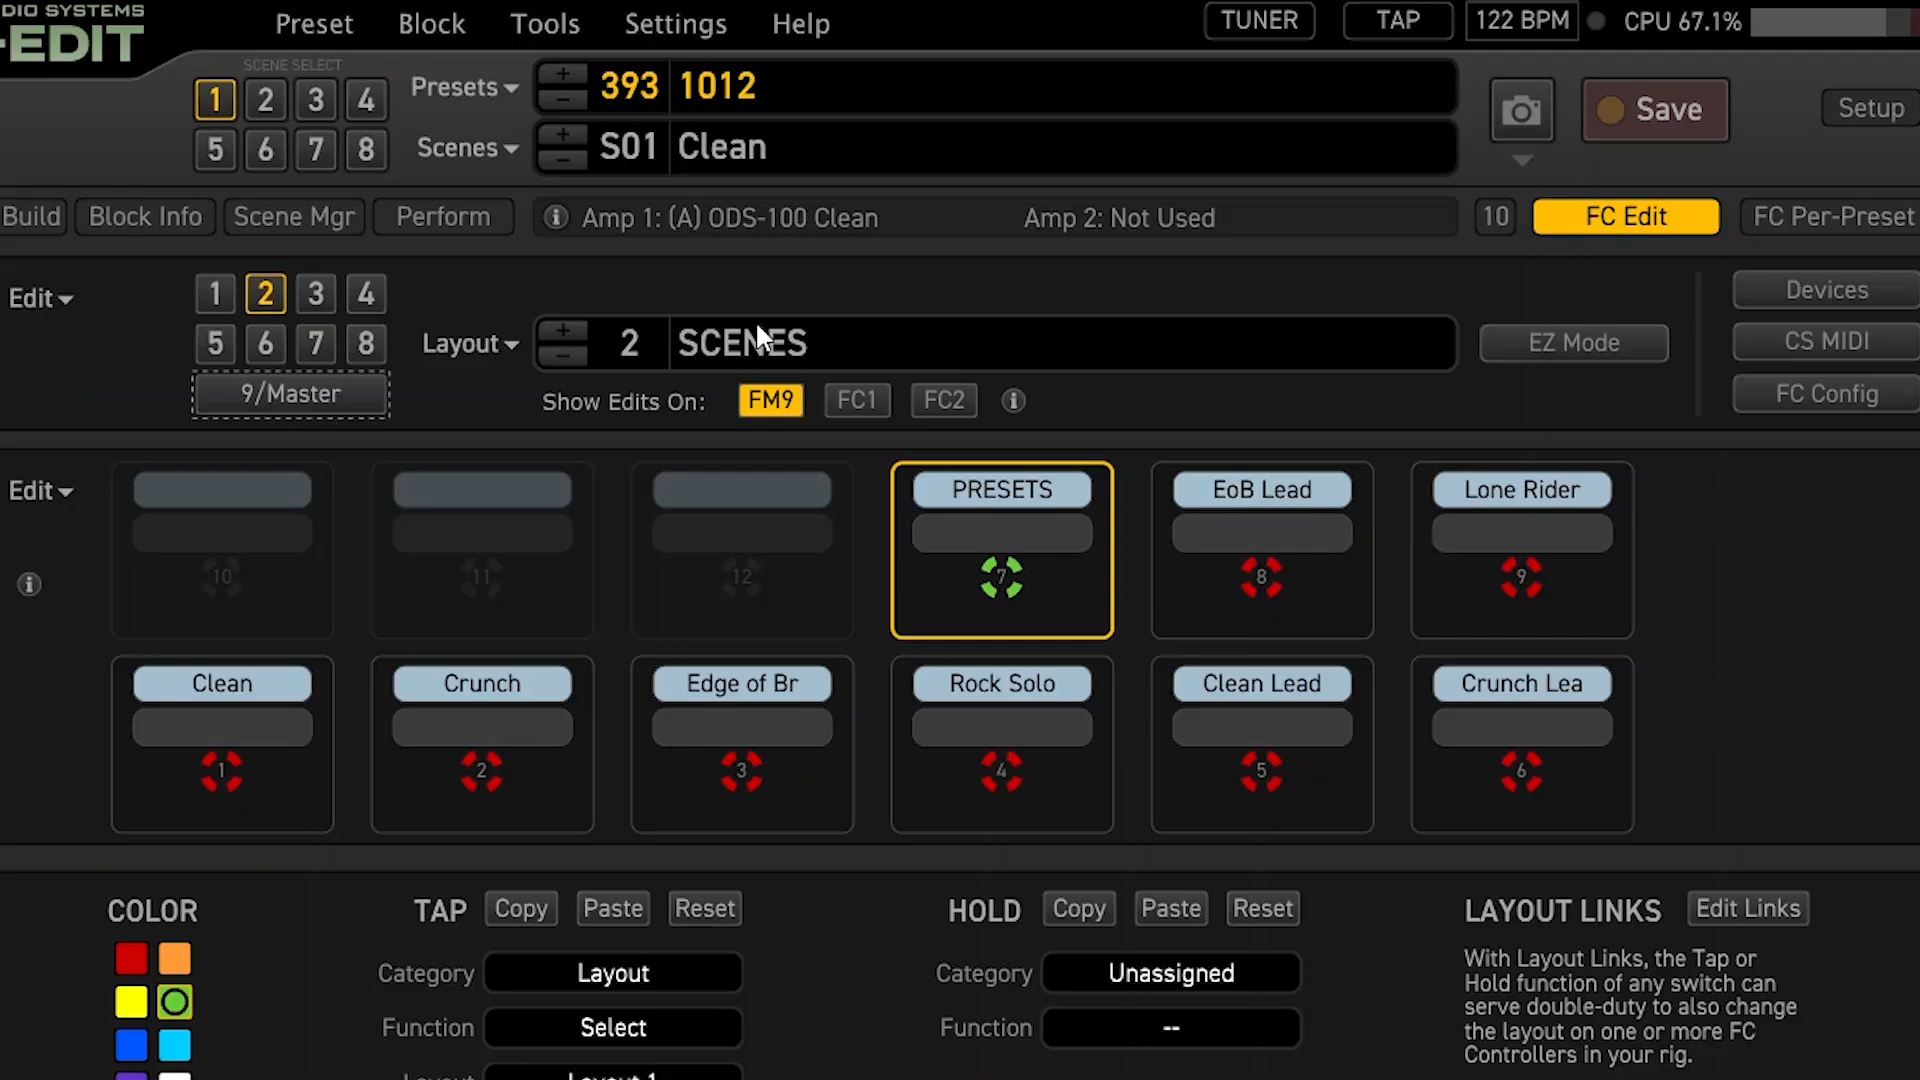 DIO SYSTEMS
-EDIT
Preset Block Tools Settings Help
TUNER TAP 122 BPM CPU 67.1%
SCENE SELECT
1 2 3 4
5 6 7 8
Presets 393 1012
Scenes S01 Clean
Save
Setup
Build Block Info Scene Mgr Perform
Amp 1: (A) ODS-100 Clean Amp 2: Not Used
10 FC Edit FC Per-Preset
Edit
1 2 3 4
5 6 7 8
9/Master
Layout 2 SCENES
EZ Mode
Show Edits On: FM9 FC1 FC2
Devices
CS MIDI
FC Config
Edit
PRESETS EoB Lead Lone Rider
10 11 12 7 8 9
Clean Crunch Edge of Br Rock Solo Clean Lead Crunch Lea
1 2 3 4 5 6
COLOR
TAP Copy Paste Reset
Category Layout
Function Select
Layout Layout 1
HOLD Copy Paste Reset
Category Unassigned
Function --
LAYOUT LINKS Edit Links
With Layout Links, the Tap or
Hold function of any switch can
serve double-duty to also change
the layout on one or more FC
Controllers in your rig.